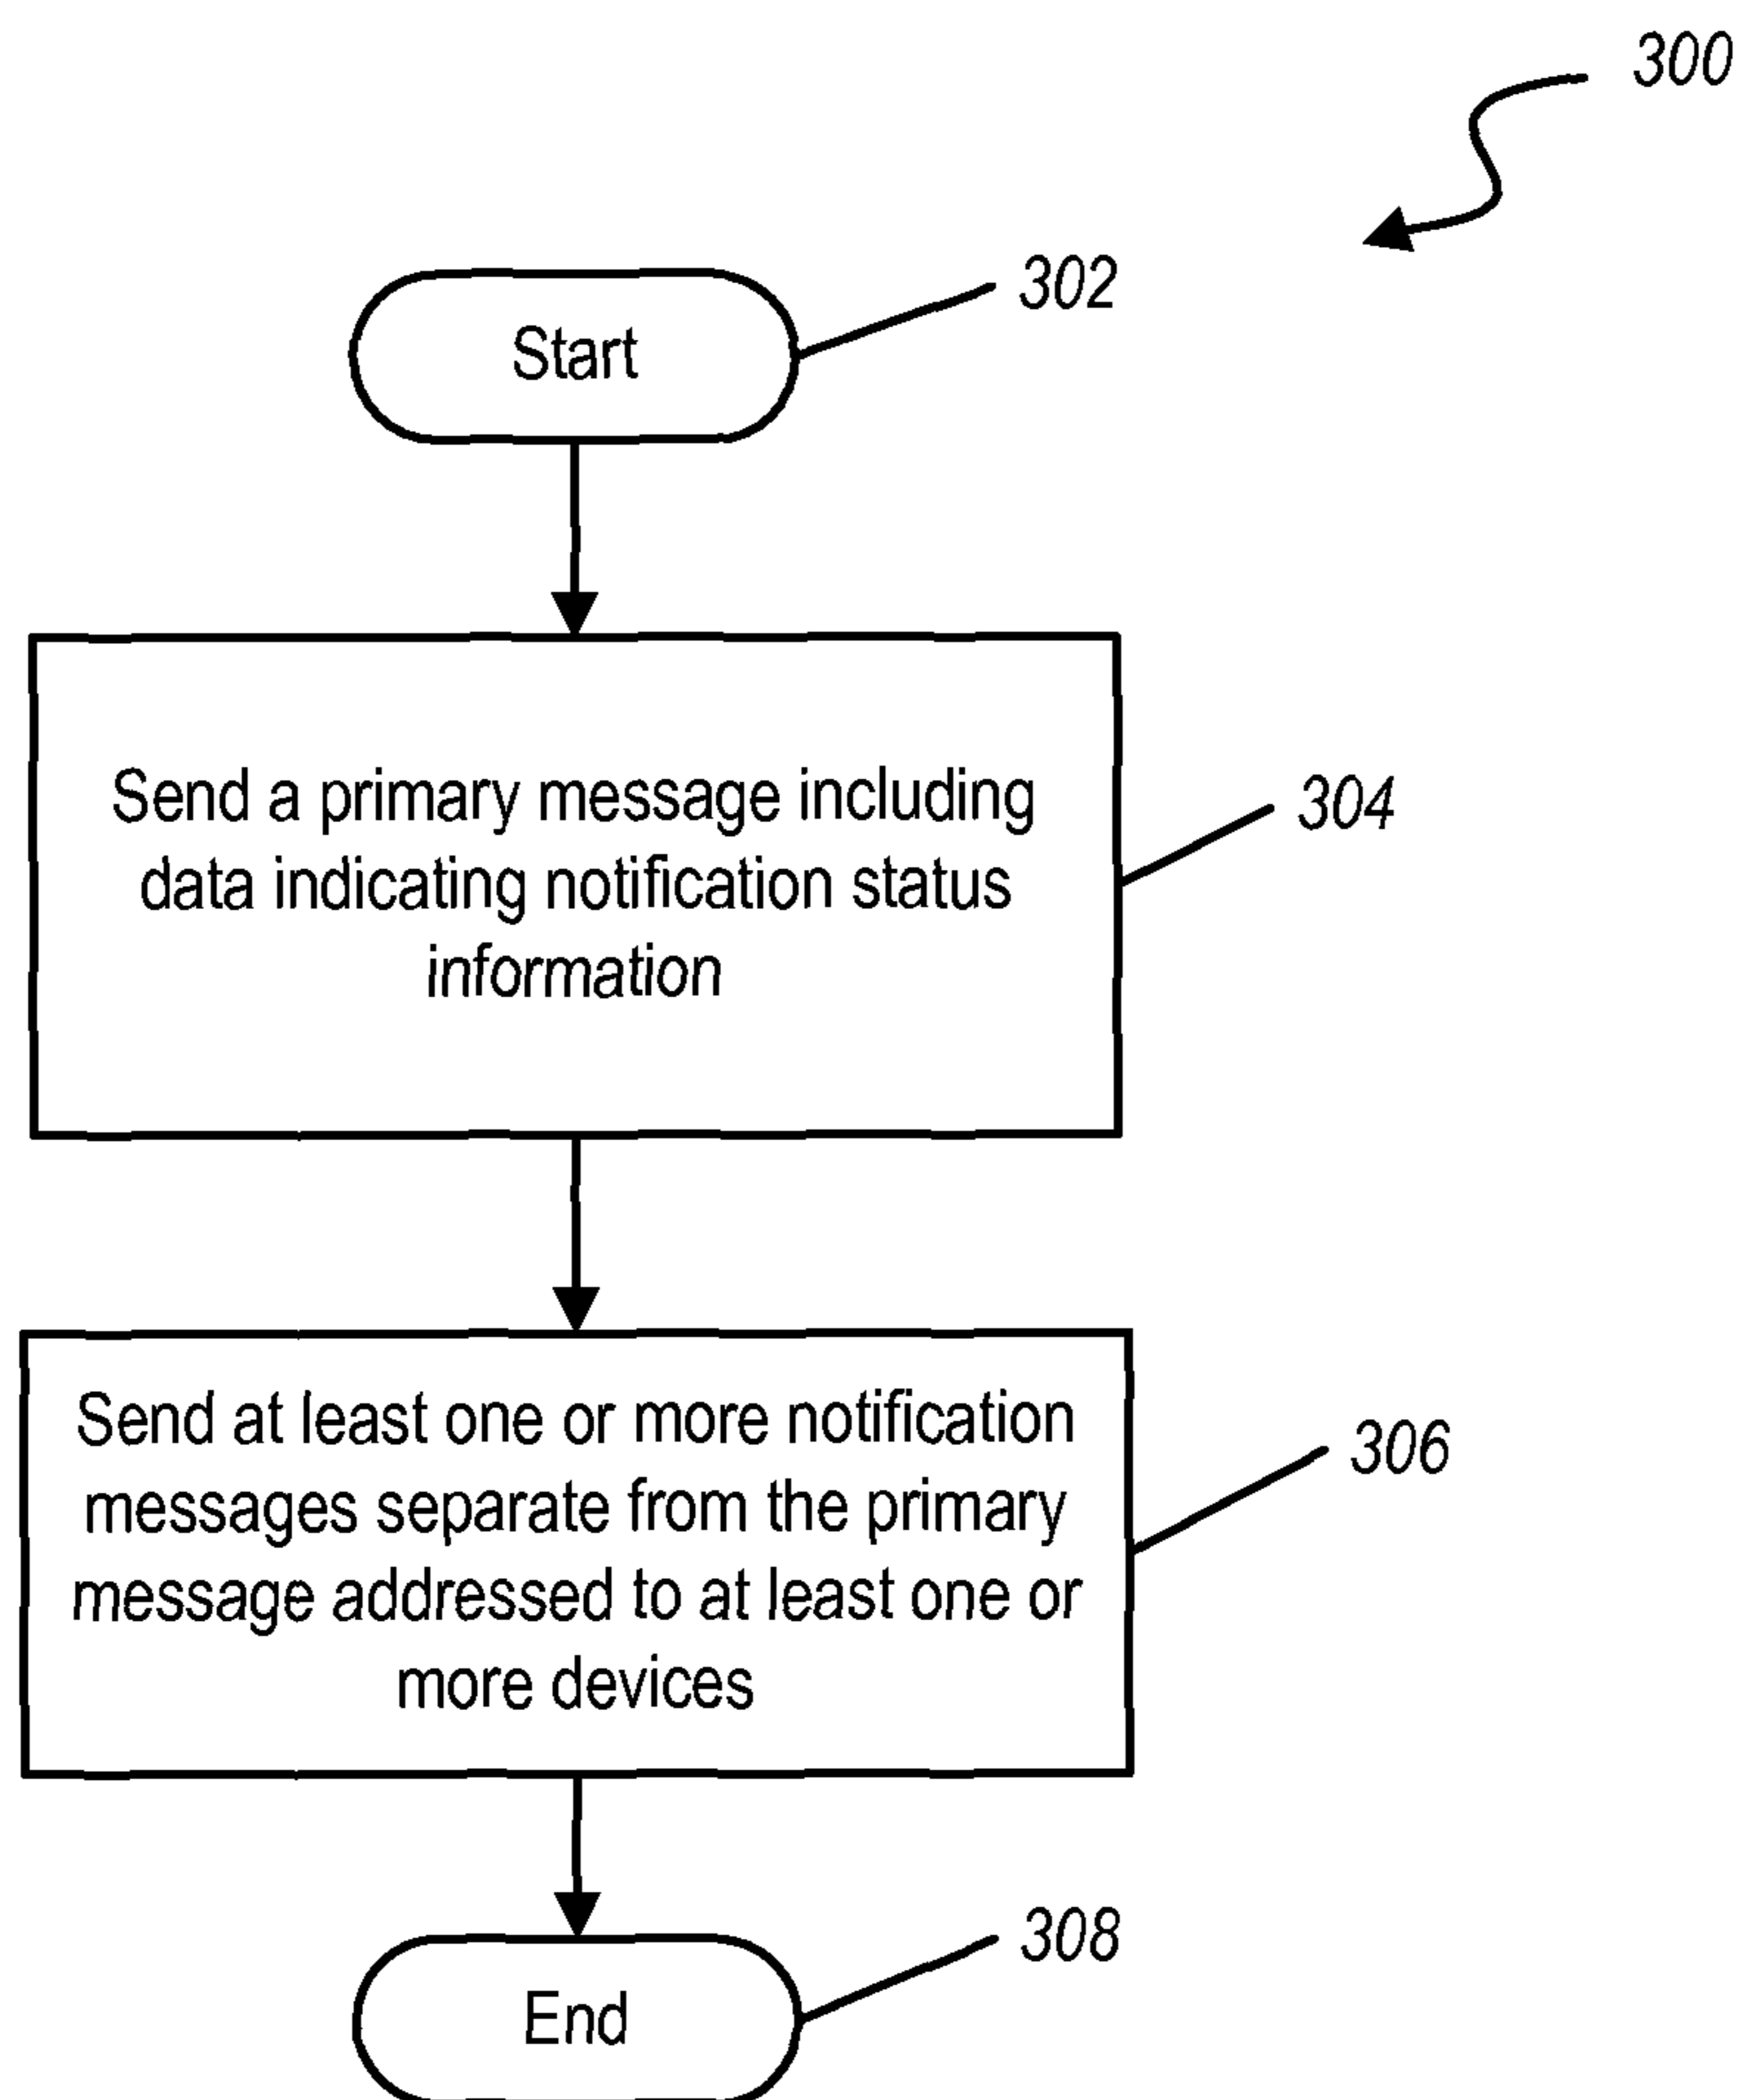 300
302
Start
Send a primary message including
data indicating notification status
information
304
Send at least one or more notification
messages separate from the primary
message addressed to at least one or
more devices
306
308
End